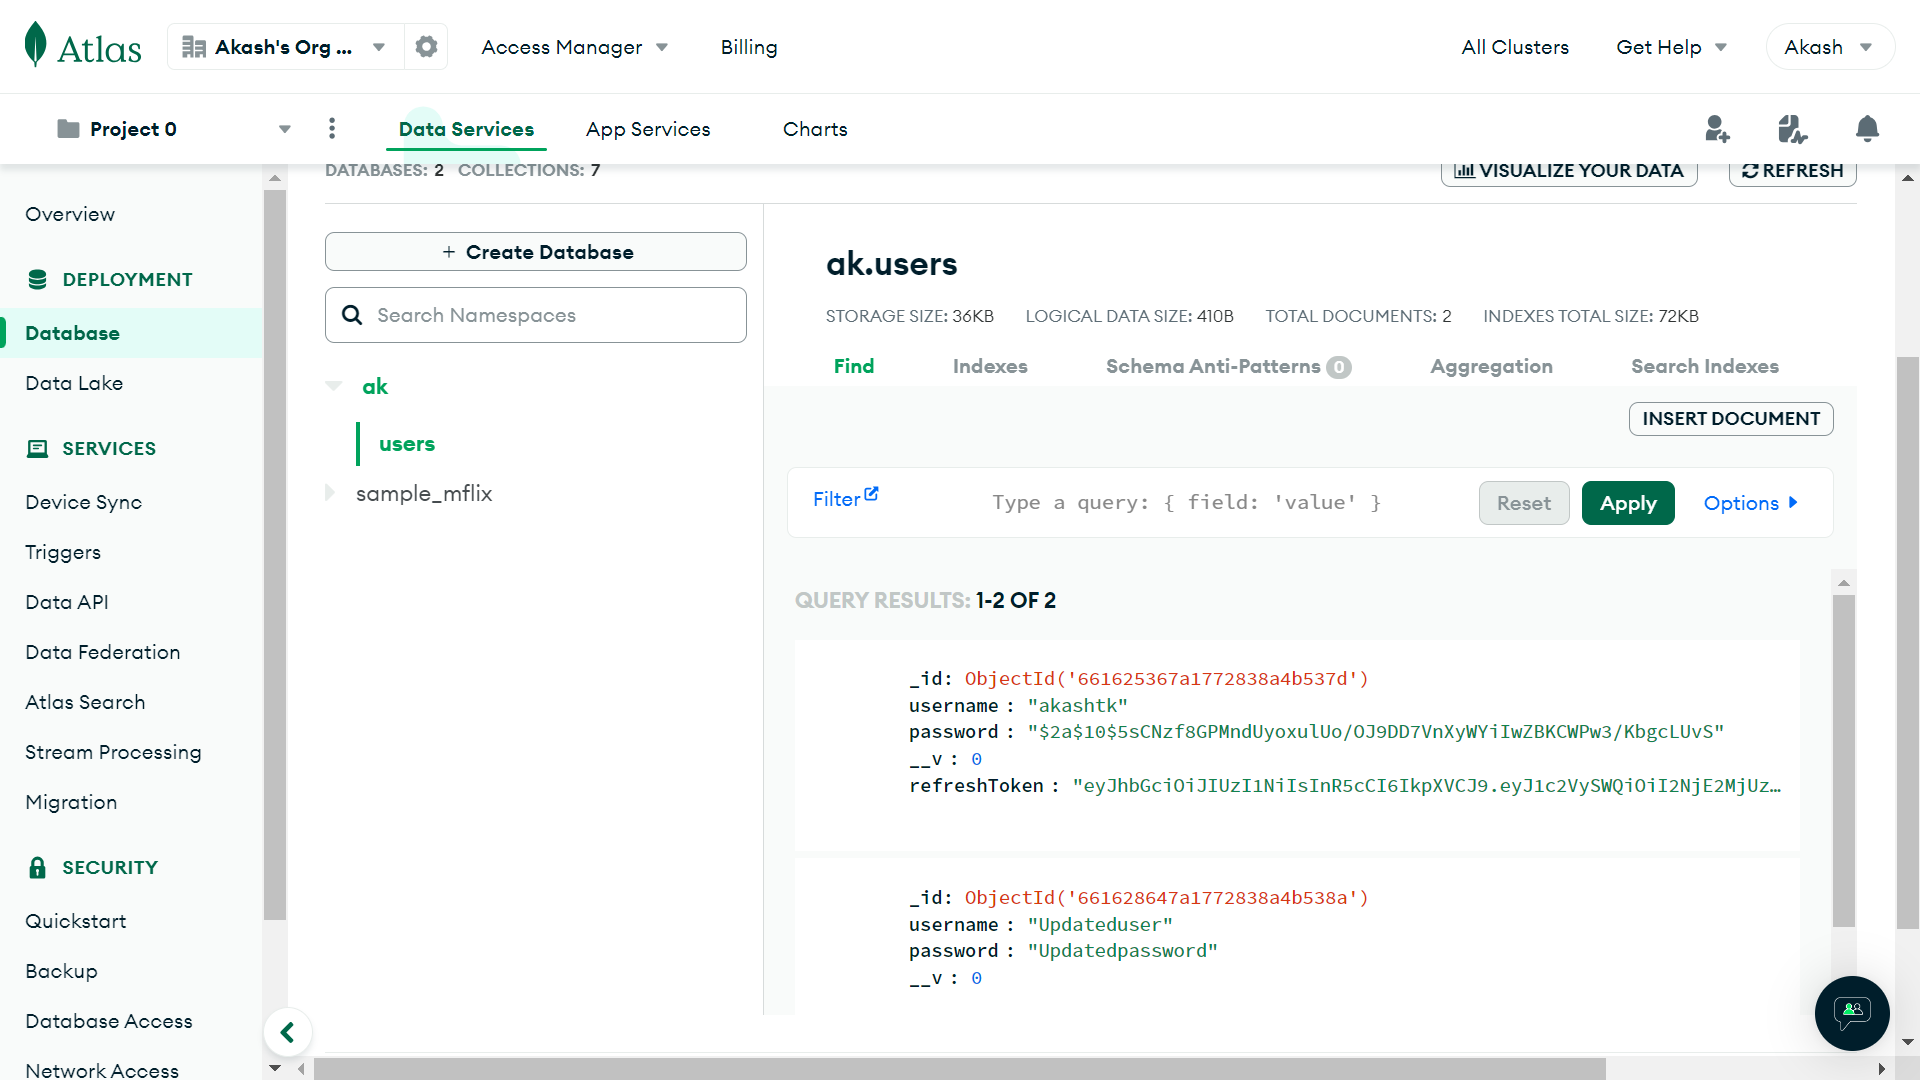 Atlas
Akash's Org ...
Access Manager
Billing
All Clusters
Get Help
Akash
Project 0
Data Services
App Services
Charts
DATABASES: 2 COLLECTIONS: 7
VISUALIZE YOUR DATA
REFRESH
Overview
DEPLOYMENT
Database
Data Lake
SERVICES
Device Sync
Triggers
Data API
Data Federation
Atlas Search
Stream Processing
Migration
SECURITY
Quickstart
Backup
Database Access
Network Access
+ Create Database
Search Namespaces
ak
users
sample_mflix
ak.users
STORAGE SIZE: 36KB LOGICAL DATA SIZE: 410B TOTAL DOCUMENTS: 2 INDEXES TOTAL SIZE: 72KB
Find Indexes Schema Anti-Patterns 0 Aggregation Search Indexes
INSERT DOCUMENT
Filter
Type a query: { field: 'value' }
Reset
Apply
Options
QUERY RESULTS: 1-2 OF 2
_id: ObjectId('661625367a1772838a4b537d')
username : "akashtk"
password : "$2a$10$5sCNzf8GPMndUyoxulUo/OJ9DD7VnXyWYiIwZBKCWPw3/KbgcLUvS"
__v : 0
refreshToken : "eyJhbGciOiJIUzI1NiIsInR5cCI6IkpXVCJ9.eyJ1c2VySWQiOiI2NjE2MjUz…
_id: ObjectId('661628647a1772838a4b538a')
username : "Updateduser"
password : "Updatedpassword"
__v : 0